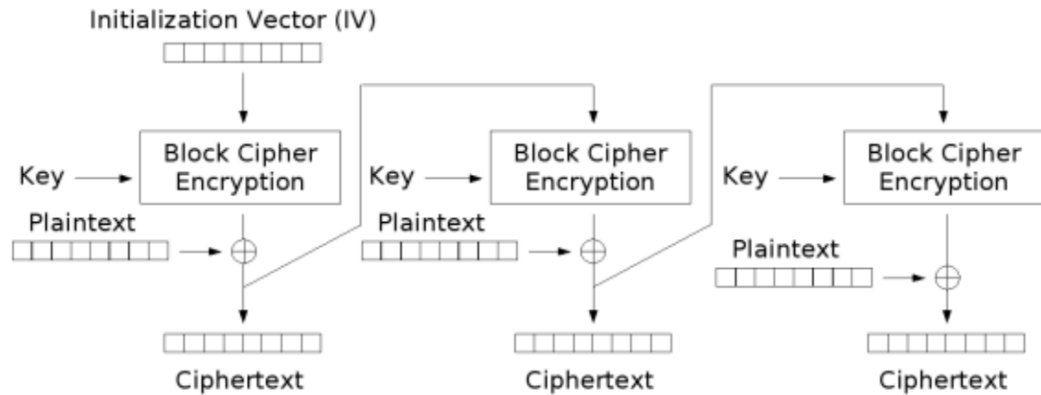 Initialization Vector (IV)
Block Cipher
Encryption
Block Cipher
Encryption
Block Cipher
Encryption
Key
Key
Key
Plaintext
Plaintext
Plaintext
Ciphertext
Ciphertext
Ciphertext